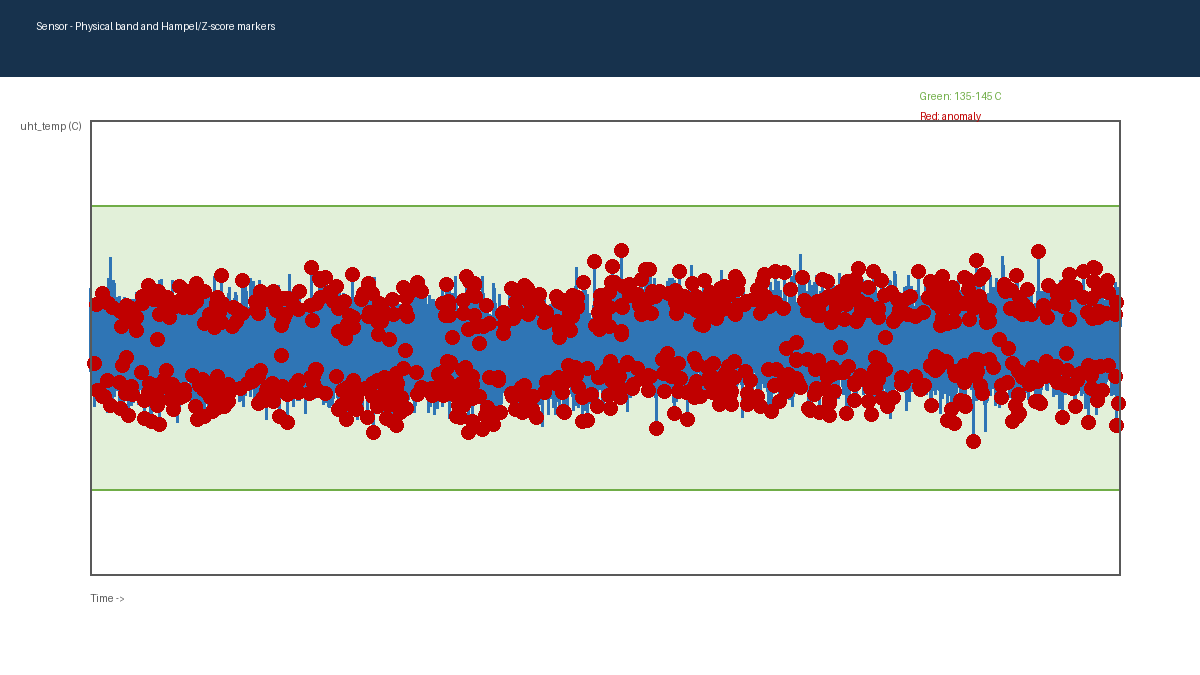 Sensor - Physical band and Hampel/Z-score markers
Green: 135-145 C
Red: anomaly
uht_temp (C)
Time ->